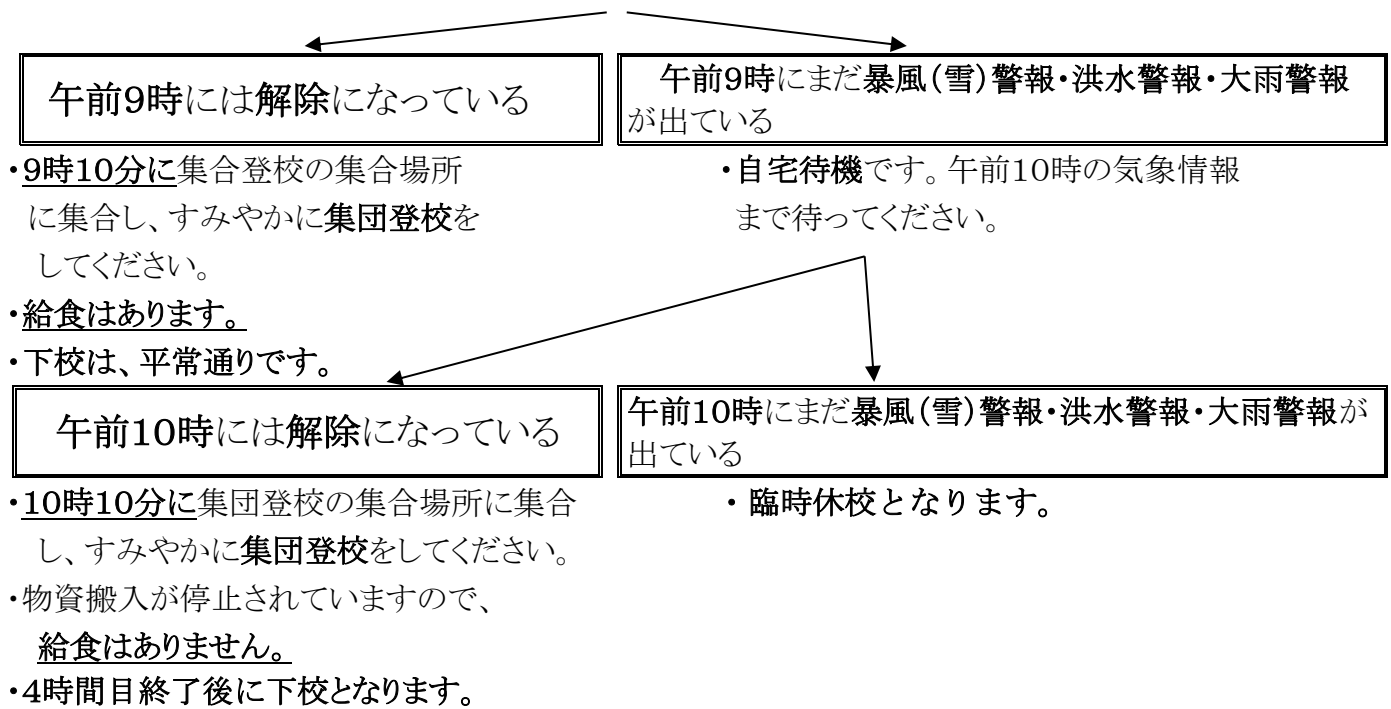 午前9時には解除になっている
午前9時にまだ暴風(雪)警報・洪水警報・大雨警報
が出ている
・9時10分に集合登校の集合場所
に集合し、すみやかに集団登校を
してください。
・給食はあります。
・下校は、平常通りです。
・自宅待機です。午前10時の気象情報
まで待ってください。
午前10時には解除になっている
午前10時にまだ暴風(雪)警報・洪水警報・大雨警報が
出ている
・10時10分に集団登校の集合場所に集合
し、すみやかに集団登校をしてください。
・物資搬入が停止されていますので、
給食はありません。
・4時間目終了後に下校となります。
・臨時休校となります。